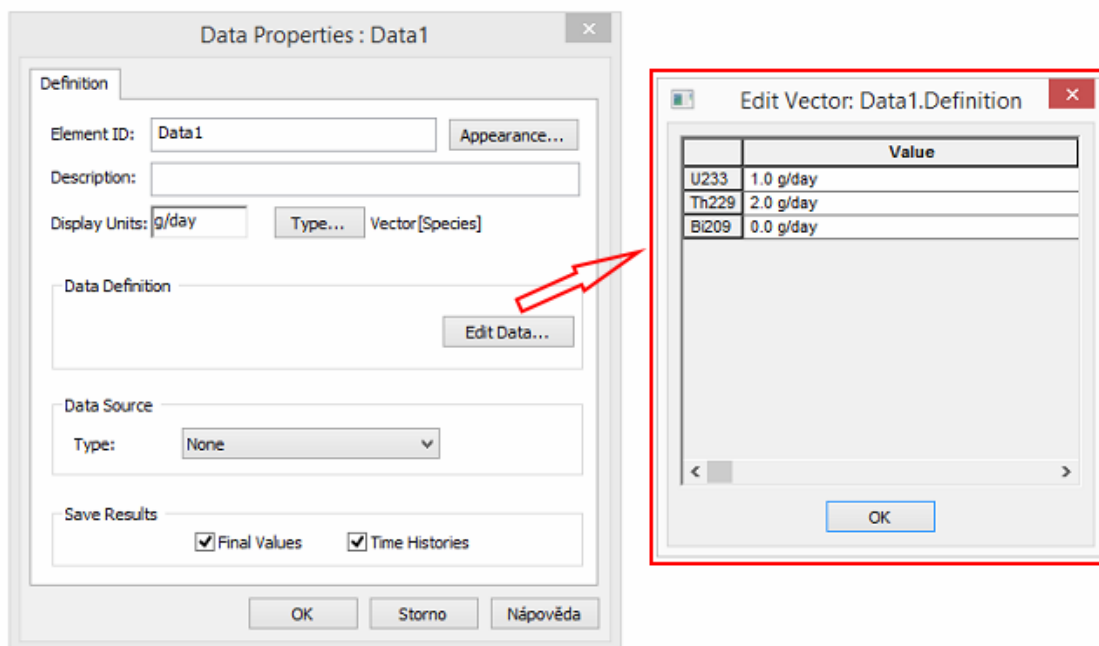 Data Properties : Data1
Definition
Element ID: Data1 Appearance...
Description:
Display Units: g/day Type... Vector[Species]
Data Definition
Edit Data...
Data Source
Type: None
Save Results
Final Values Time Histories
OK Storno Nápověda
Edit Vector: Data1.Definition
Value
U233 1.0 g/day
Th229 2.0 g/day
Bi209 0.0 g/day
OK